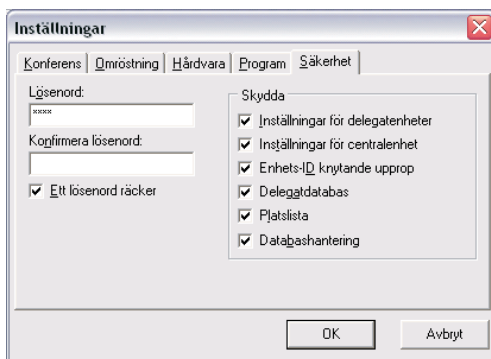 Inställningar
Konferens Omröstning Hårdvara Program Säkerhet
Lösenord:
****
Konfirmera lösenord:
Ett lösenord räcker
Skydda
Inställningar för delegatenheter
Inställningar för centralenhet
Enhets-ID knytande upprop
Delegatdatabas
Platslista
Databashantering
OK Avbryt